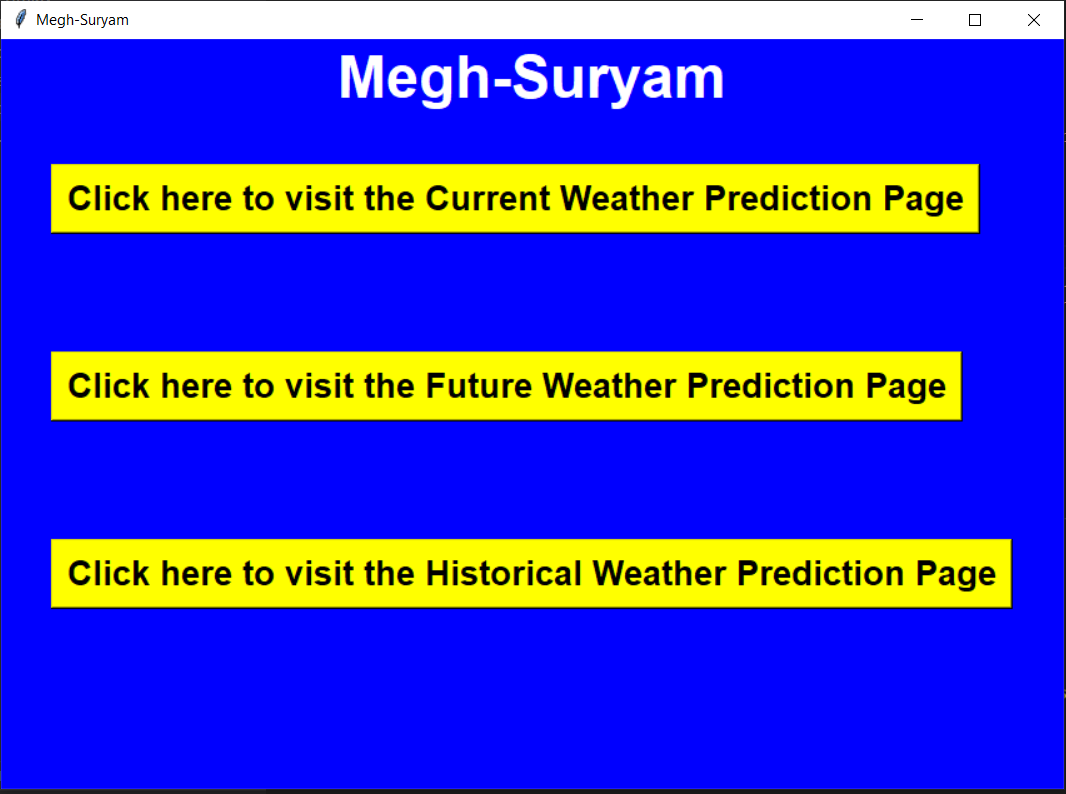 Megh-Suryam
Megh-Suryam
Click here to visit the Current Weather Prediction Page
Click here to visit the Future Weather Prediction Page
Click here to visit the Historical Weather Prediction Page